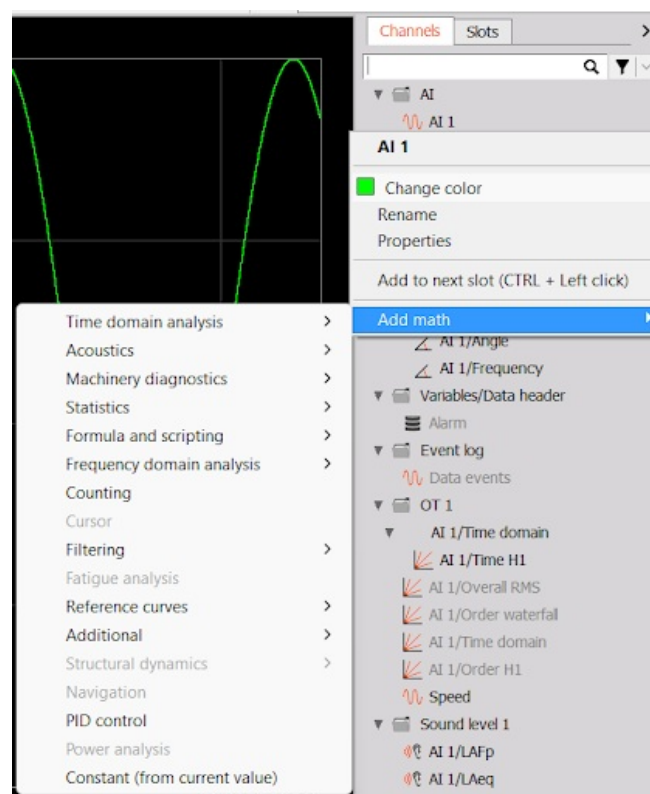 Channels
Slots
AI
AI 1
AI 1
Change color
Rename
Properties
Add to next slot (CTRL + Left click)
Add math
Time domain analysis
Acoustics
Machinery diagnostics
Statistics
Formula and scripting
Frequency domain analysis
Counting
Cursor
Filtering
Fatigue analysis
Reference curves
Additional
Structural dynamics
Navigation
PID control
Power analysis
Constant (from current value)
AI 1/Angle
AI 1/Frequency
Variables/Data header
Alarm
Event log
Data events
OT 1
AI 1/Time domain
AI 1/Time H1
AI 1/Overall RMS
AI 1/Order waterfall
AI 1/Time domain
AI 1/Order H1
Speed
Sound level 1
AI 1/LAFp
AI 1/LAeq